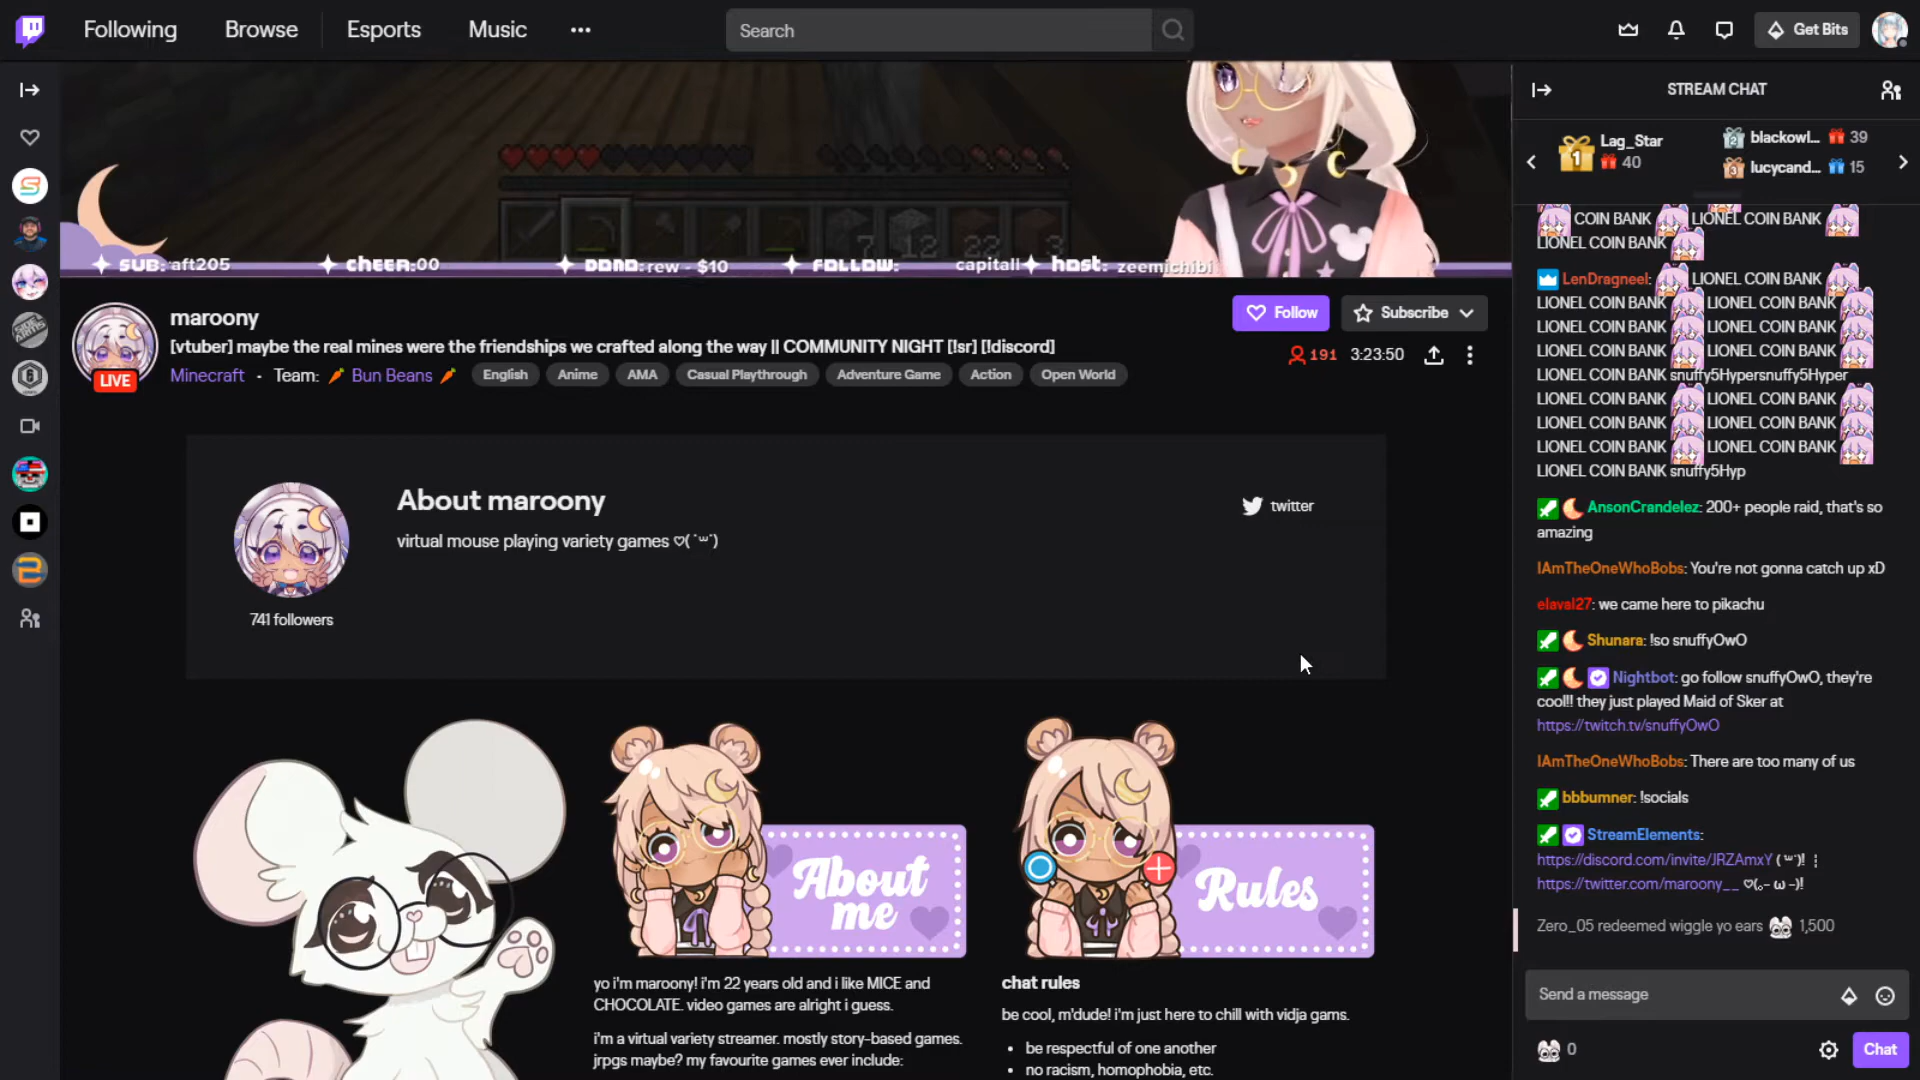 Following
Browse
Esports
Music
Search
Get Bits
SUB: aft205
CHEER:00
DONO:rew - $10
FOLLOW: capitall
HOST: zeemichibi
7 12 22 3
maroony
LIVE
[vtuber] maybe the real mines were the friendships we crafted along the way || COMMUNITY NIGHT [!sr] [!discord]
Minecraft - Team: 🥕 Bun Beans 🥕
English
Anime
AMA
Casual Playthrough
Adventure Game
Action
Open World
Follow
Subscribe
191 3:23:50
About maroony
virtual mouse playing variety games ♡( ˘꒳˘)
741 followers
twitter
About
me
yo i'm maroony! i'm 22 years old and i like MICE and
CHOCOLATE. video games are alright i guess.
i'm a virtual variety streamer. mostly story-based games.
jrpgs maybe? my favourite games ever include:
Rules
chat rules
be cool, m'dude! i'm just here to chill with vidja gams.
• be respectful of one another
• no racism, homophobia, etc.
STREAM CHAT
1 Lag_Star
40
2 blackowl... 39
3 lucycand... 15
COIN BANK LIONEL COIN BANK
LIONEL COIN BANK
LenDragneel: LIONEL COIN BANK
LIONEL COIN BANK LIONEL COIN BANK
LIONEL COIN BANK LIONEL COIN BANK
LIONEL COIN BANK LIONEL COIN BANK
LIONEL COIN BANK snuffy5Hypersnuffy5Hyper
LIONEL COIN BANK LIONEL COIN BANK
LIONEL COIN BANK LIONEL COIN BANK
LIONEL COIN BANK LIONEL COIN BANK
LIONEL COIN BANK snuffy5Hyp
AnsonCrandelez: 200+ people raid, that's so
amazing
IAmTheOneWhoBobs: You're not gonna catch up xD
elaval27: we came here to pikachu
Shunara: !so snuffyOwO
Nightbot: go follow snuffyOwO, they're
cool!! they just played Maid of Sker at
https://twitch.tv/snuffyOwO
IAmTheOneWhoBobs: There are too many of us
bbbumner: !socials
StreamElements:
https://discord.com/invite/JRZAmxY ( ˘꒳˘)! ┊
https://twitter.com/maroony__ ♡(｡- ω -)!
Zero_05 redeemed wiggle yo ears 1,500
Send a message
0
Chat